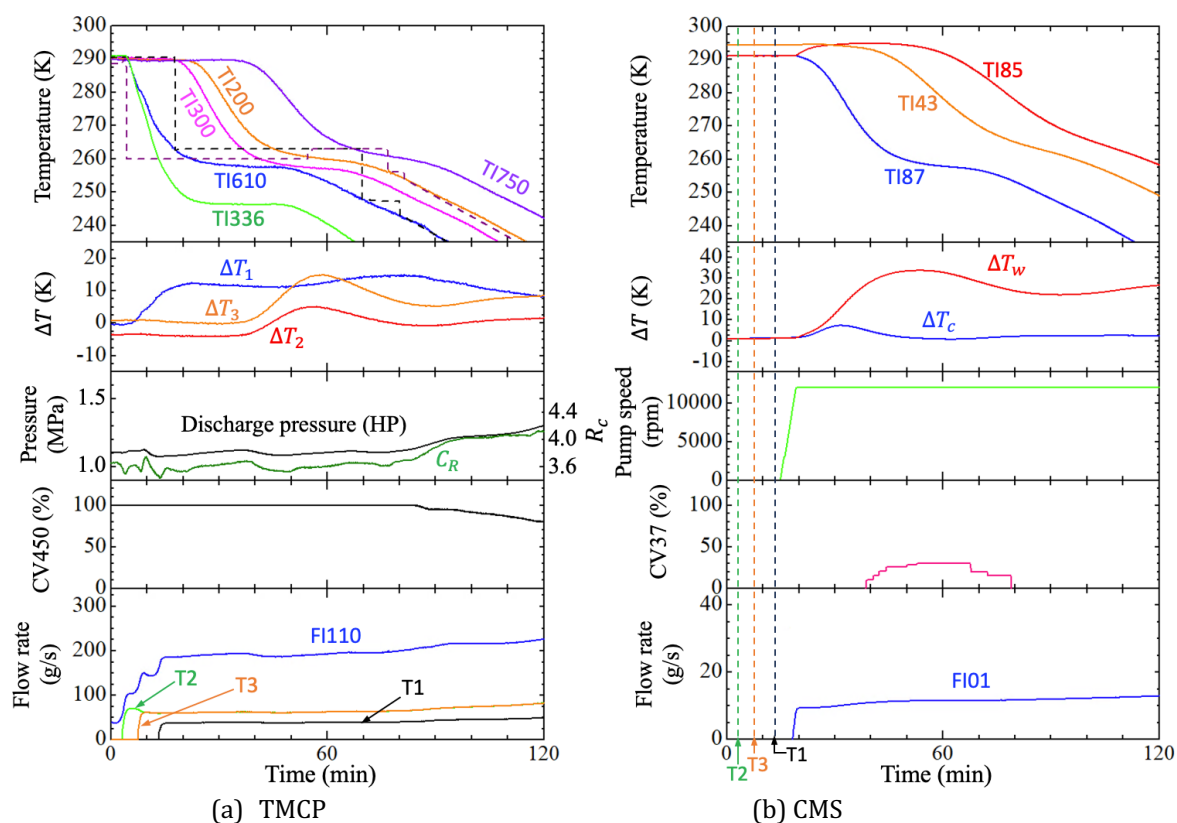 300
290
280
270
260
250
240
Temperature (K)
TI200
TI300
TI610
TI336
TI750
20
10
0
-10
ΔT (K)
ΔT₁
ΔT₃
ΔT₂
1.5
1.0
Pressure (MPa)
Discharge pressure (HP)
C_R
4.4
4.0
3.6
R_c
100
50
0
CV450 (%)
300
200
100
0
Flow rate (g/s)
FI110
T2
T3
T1
0
60
120
Time (min)
(a) TMCP
300
290
280
270
260
250
240
Temperature (K)
TI85
TI43
TI87
40
30
20
10
0
-10
ΔT (K)
ΔT_w
ΔT_c
10000
5000
0
Pump speed (rpm)
100
50
0
CV37 (%)
40
20
0
Flow rate (g/s)
FI01
0
60
120
T2
T3
T1
Time (min)
(b) CMS